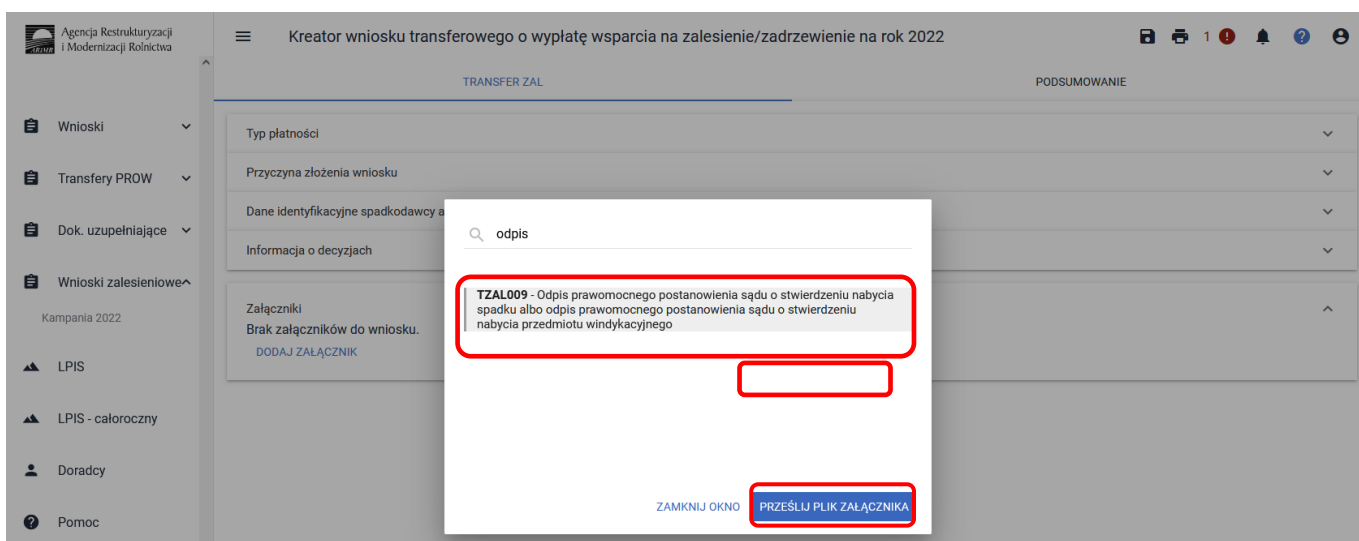 Agencja Restrukturyzacji
i Modernizacji Rolnictwa
ARiMR
Kreator wniosku transferowego o wypłatę wsparcia na zalesienie/zadrzewienie na rok 2022
1
TRANSFER ZAL
PODSUMOWANIE
Wnioski
Transfery PROW
Dok. uzupełniające
Wnioski zalesieniowe
Kampania 2022
LPIS
LPIS - całoroczny
Doradcy
Pomoc
Typ płatności
Przyczyna złożenia wniosku
Dane identyfikacyjne spadkodawcy a
Informacja o decyzjach
Załączniki
Brak załączników do wniosku.
DODAJ ZAŁĄCZNIK
odpis
TZAL009 - Odpis prawomocnego postanowienia sądu o stwierdzeniu nabycia
spadku albo odpis prawomocnego postanowienia sądu o stwierdzeniu
nabycia przedmiotu windykacyjnego
ZAMKNIJ OKNO
PRZEŚLIJ PLIK ZAŁĄCZNIKA